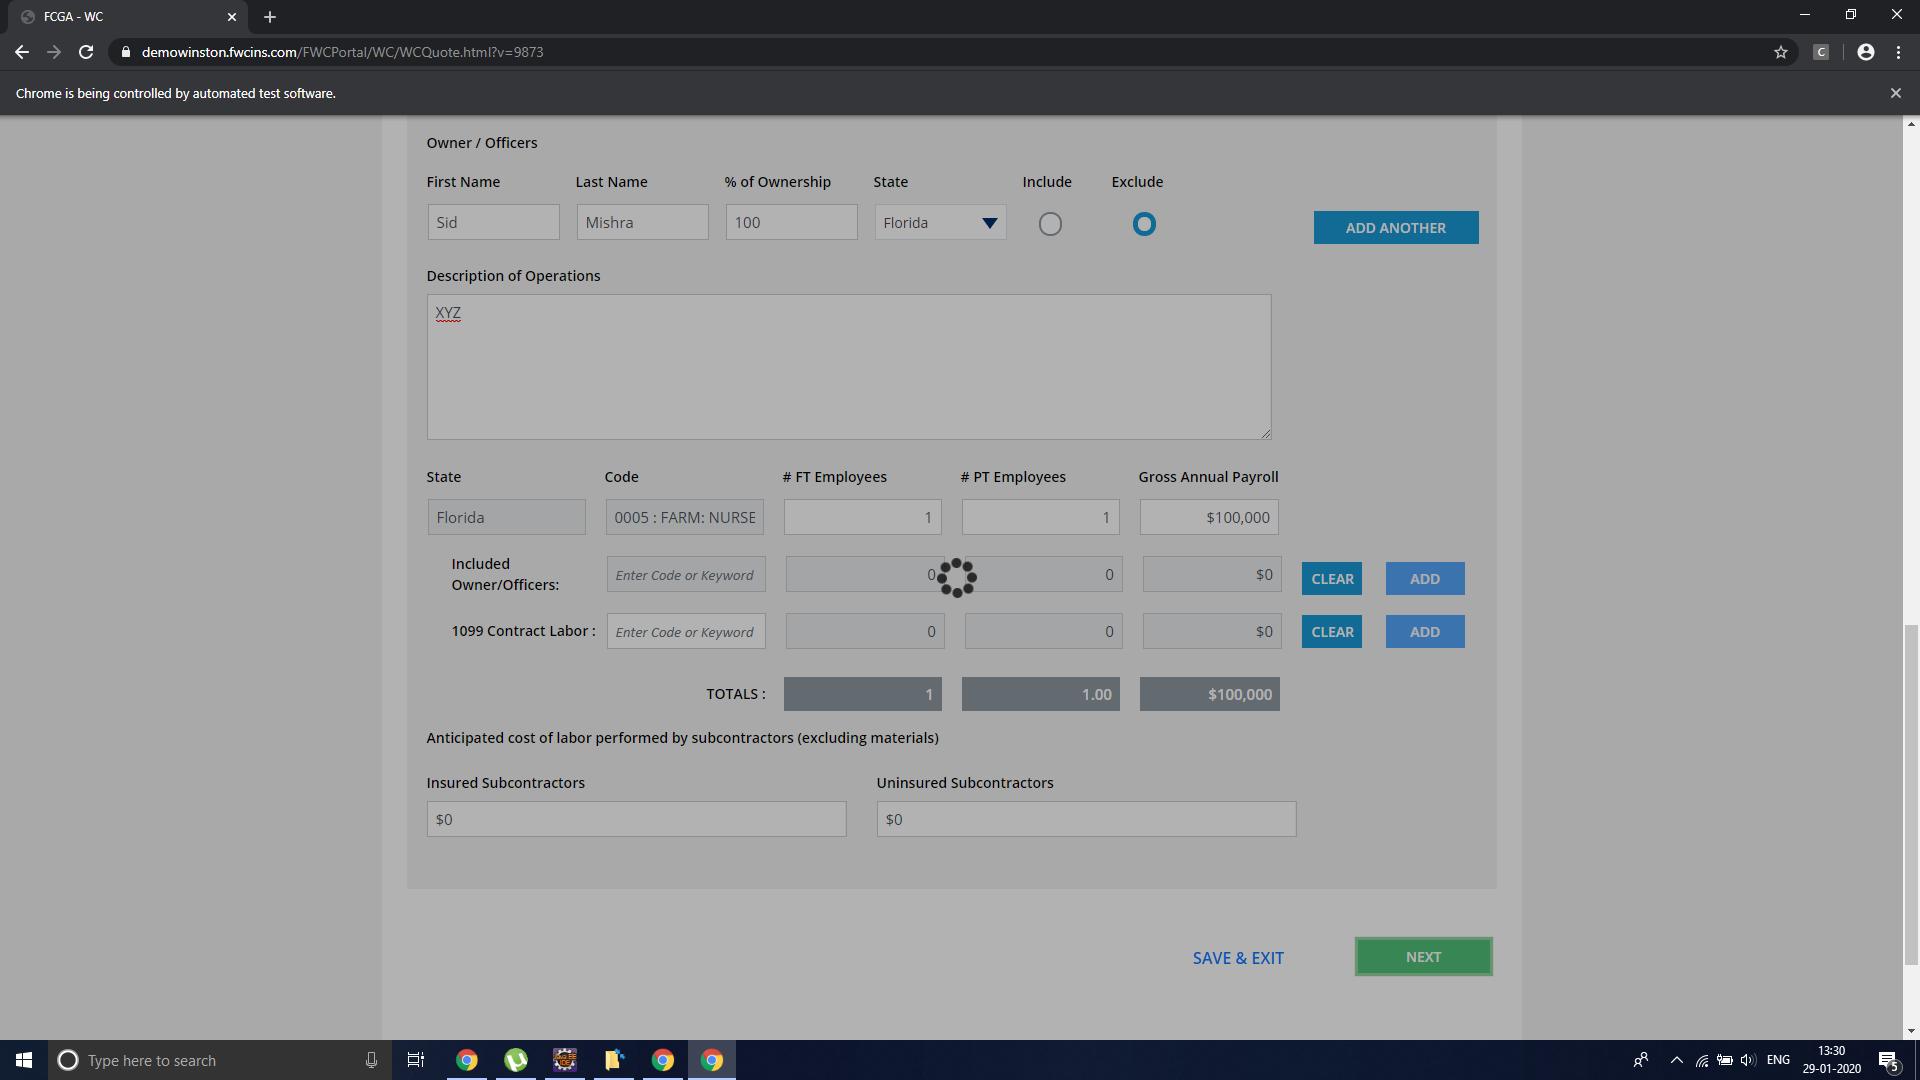 FCGA - WC
demowinston.fwcins.com/FWCPortal/WC/WCQuote.html?v=9873
C
Chrome is being controlled by automated test software.
Owner / Officers
First Name Last Name % of Ownership State Include Exclude
Sid Mishra 100 Florida
ADD ANOTHER
Description of Operations
XYZ
State Code # FT Employees # PT Employees Gross Annual Payroll
Florida 0005 : FARM: NURSE 1 1 $100,000
Included
Owner/Officers:
Enter Code or Keyword 0 0 $0 CLEAR ADD
1099 Contract Labor : Enter Code or Keyword 0 0 $0 CLEAR ADD
TOTALS : 1 1.00 $100,000
Anticipated cost of labor performed by subcontractors (excluding materials)
Insured Subcontractors Uninsured Subcontractors
$0 $0
SAVE & EXIT NEXT
Type here to search
ENG
13:30
29-01-2020
5